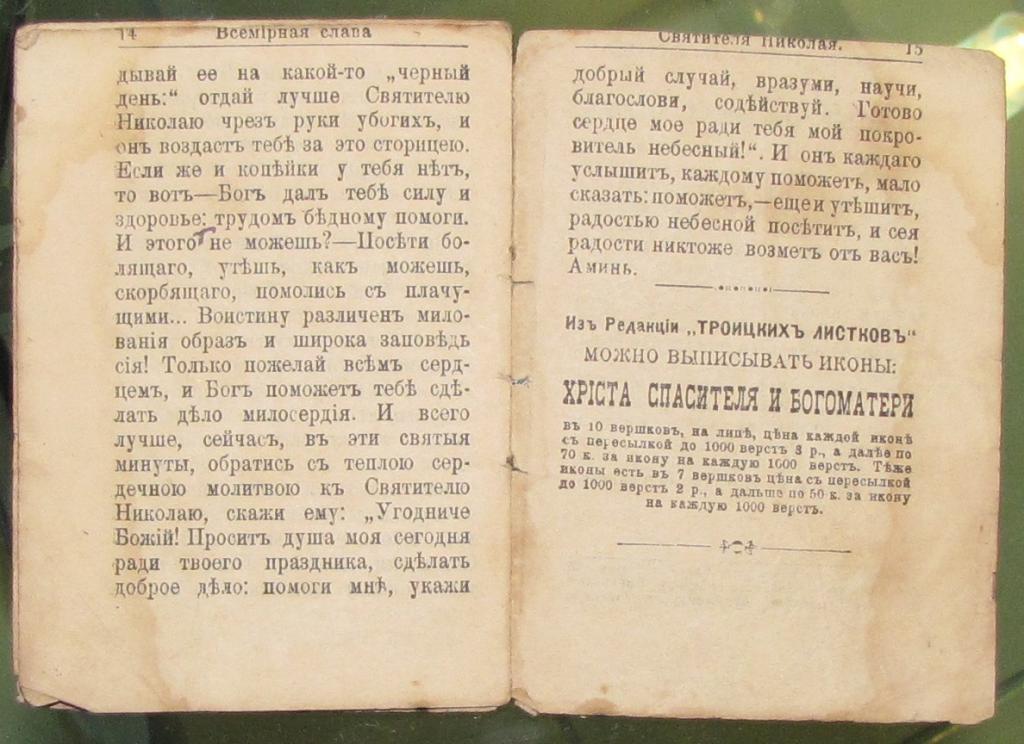 14 Всемірная слава
дывай ее на какой-то „черный
день:“ отдай лучше Святителю
Николаю чрезъ руки убогихъ, и
онъ воздастъ тебѣ за это сторицею.
Если же и копѣйки у тебя нѣтъ,
то вотъ—Богъ далъ тебѣ силу и
здоровье: трудомъ бѣдному помоги.
И этого не можешь?—Посѣти бо-
лящаго, утѣшь, какъ можешь,
скорбящаго, помолись съ плачу-
щими... Воистину различенъ мило-
ванія образъ и широка заповѣдь
сія! Только пожелай всѣмъ серд-
цемъ, и Богъ поможетъ тебѣ сдѣ-
лать дѣло милосердія. И всего
лучше, сейчасъ, въ эти святыя
минуты, обратись съ теплою сер-
дечною молитвою къ Святителю
Николаю, скажи ему: „Угодниче
Божій! Проситъ душа моя сегодня
ради твоего праздника, сдѣлать
доброе дѣло: помоги мнѣ, укажи
Святителя Николая. 15
добрый случай, вразуми, научи,
благослови, содѣйствуй. Готово
сердце мое ради тебя мой покро-
витель небесный!“. И онъ каждаго
услышитъ, каждому поможетъ, мало
сказать: поможетъ,—еще и утѣшитъ,
радостью небесной посѣтитъ, и сея
радости никтоже возметъ отъ васъ!
Аминь.
Изъ Редакціи „ТРОИЦКИХЪ ЛИСТКОВЪ“
МОЖНО ВЫПИСЫВАТЬ ИКОНЫ:
ХРІСТА СПАСИТЕЛЯ И БОГОМАТЕРИ
въ 10 вершковъ, на липѣ, цѣна каждой иконѣ
съ пересылкой до 1000 верстъ 3 р., а далѣе по
70 к. за икону на каждую 1000 верстъ. Тѣже
иконы есть въ 7 вершковъ цѣна съ пересылкой
до 1000 верстъ 2 р., а дальше по 50 к. за икону
на каждую 1000 верстъ.